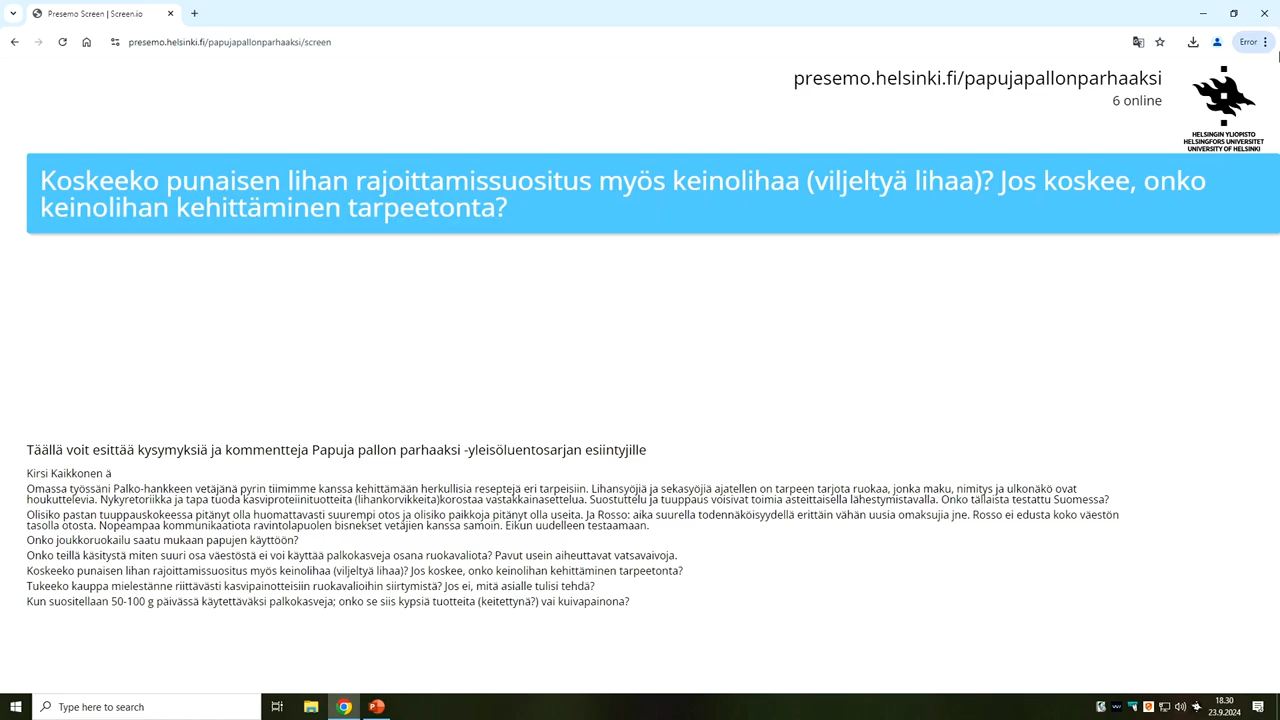 Presemo Screen | Screen.io
presemo.helsinki.fi/papujapallonparhaaksi/screen
Error
presemo.helsinki.fi/papujapallonparhaaksi
6 online
HELSINGIN YLIOPISTO
HELSINGFORS UNIVERSITET
UNIVERSITY OF HELSINKI
Koskeeko punaisen lihan rajoittamissuositus myös keinolihaa (viljeltyä lihaa)? Jos koskee, onko
keinolihan kehittäminen tarpeetonta?
Täällä voit esittää kysymyksiä ja kommentteja Papuja pallon parhaaksi -yleisöluentosarjan esiintyjille
Kirsi Kaikkonen ä
Omassa työssäni Palko-hankkeen vetäjänä pyrin tiimimme kanssa kehittämään herkullisia reseptejä eri tarpeisiin. Lihansyöjiä ja sekasyöjiä ajatellen on tarpeen tarjota ruokaa, jonka maku, nimitys ja ulkonäkö ovat
houkuttelevia. Nykyretoriikka ja tapa tuoda kasviproteiinituotteita (lihankorvikkeita)korostaa vastakkainasettelua. Suostuttelu ja tuuppaus voisivat toimia asteittaisella lähestymistavalla. Onko tällaista testattu Suomessa?
Olisiko pastan tuuppauskokeessa pitänyt olla huomattavasti suurempi otos ja olisiko paikkoja pitänyt olla useita. Ja Rosso: aika suurella todennäköisyydellä erittäin vähän uusia omaksujia jne. Rosso ei edusta koko väestön
tasolla otosta. Nopeampaa kommunikaatiota ravintolapuolen bisnekset vetäjien kanssa samoin. Eikun uudelleen testaamaan.
Onko joukkoruokailu saatu mukaan papujen käyttöön?
Onko teillä käsitystä miten suuri osa väestöstä ei voi käyttää palkokasveja osana ruokavaliota? Pavut usein aiheuttavat vatsavaivoja.
Koskeeko punaisen lihan rajoittamissuositus myös keinolihaa (viljeltyä lihaa)? Jos koskee, onko keinolihan kehittäminen tarpeetonta?
Tukeeko kauppa mielestänne riittävästi kasvipainotteisiin ruokavalioihin siirtymistä? Jos ei, mitä asialle tulisi tehdä?
Kun suositellaan 50-100 g päivässä käytettäväksi palkokasveja; onko se siis kypsiä tuotteita (keitettynä?) vai kuivapainona?
Type here to search
18.30
23.9.2024